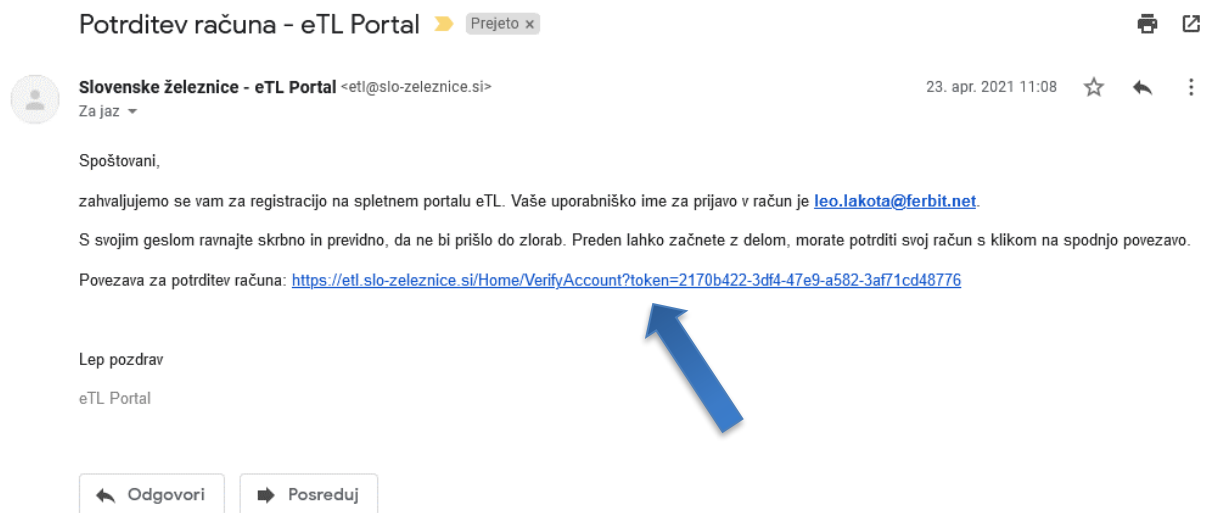 Potrditev računa - eTL Portal Prejeto x
Slovenske železnice - eTL Portal <etl@slo-zeleznice.si> 23. apr. 2021 11:08
Za jaz
Spoštovani,
zahvaljujemo se vam za registracijo na spletnem portalu eTL. Vaše uporabniško ime za prijavo v račun je leo.lakota@ferbit.net.
S svojim geslom ravnajte skrbno in previdno, da ne bi prišlo do zlorab. Preden lahko začnete z delom, morate potrditi svoj račun s klikom na spodnjo povezavo.
Povezava za potrditev računa: https://etl.slo-zeleznice.si/Home/VerifyAccount?token=2170b422-3df4-47e9-a582-3af71cd48776
Lep pozdrav
eTL Portal
Odgovori Posreduj